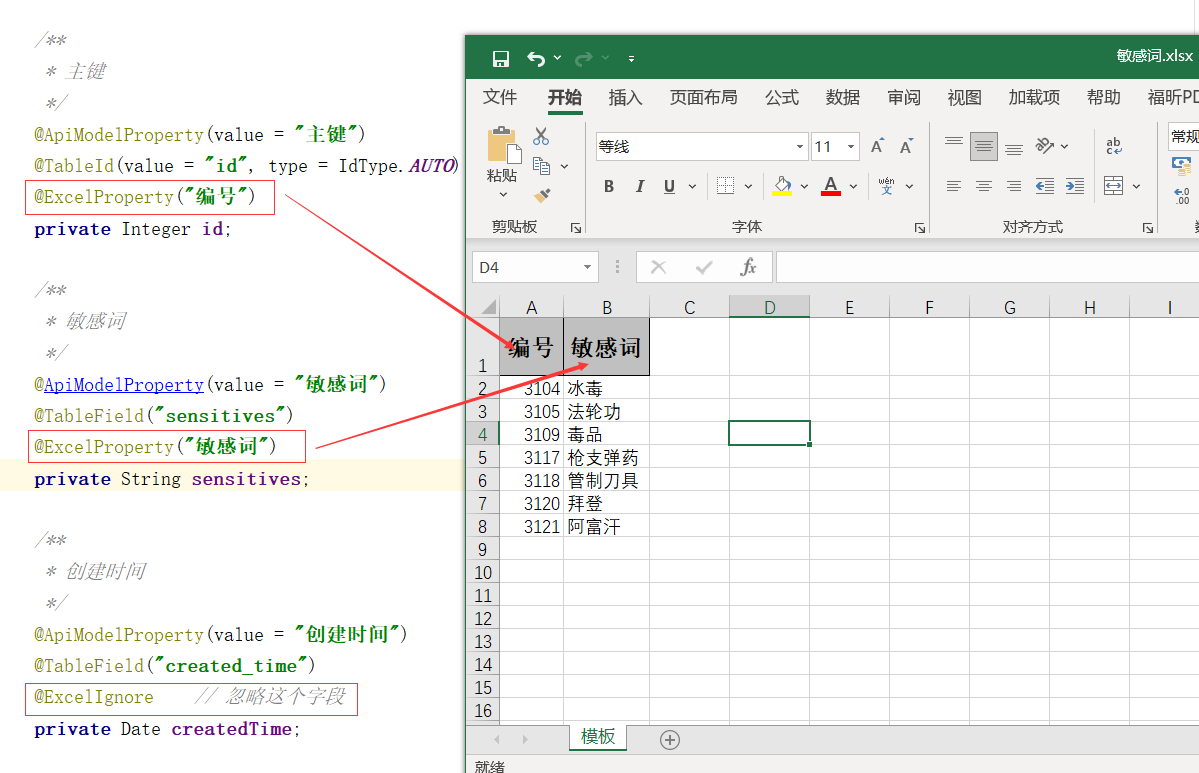 /**
* 主键
*/
@ApiModelProperty(value = "主键")
@TableId(value = "id", type = IdType.AUTO)
@ExcelProperty("编号")
private Integer id;
/**
* 敏感词
*/
@ApiModelProperty(value = "敏感词")
@TableField("sensitives")
@ExcelProperty("敏感词")
private String sensitives;
/**
* 创建时间
*/
@ApiModelProperty(value = "创建时间")
@TableField("created_time")
@ExcelIgnore // 忽略这个字段
private Date createdTime;
敏感词.xlsx
文件 开始 插入 页面布局 公式 数据 审阅 视图 加载项 帮助 福昕PD
粘贴
等线 11
B I U A wén 文
ab
常规
.00
剪贴板 字体 对齐方式
D4 fx
A B C D E F G H I
1 编号 敏感词
2 3104 冰毒
3 3105 法轮功
4 3109 毒品
5 3117 枪支弹药
6 3118 管制刀具
7 3120 拜登
8 3121 阿富汗
9
10
11
12
13
14
15
16
模板
就绪